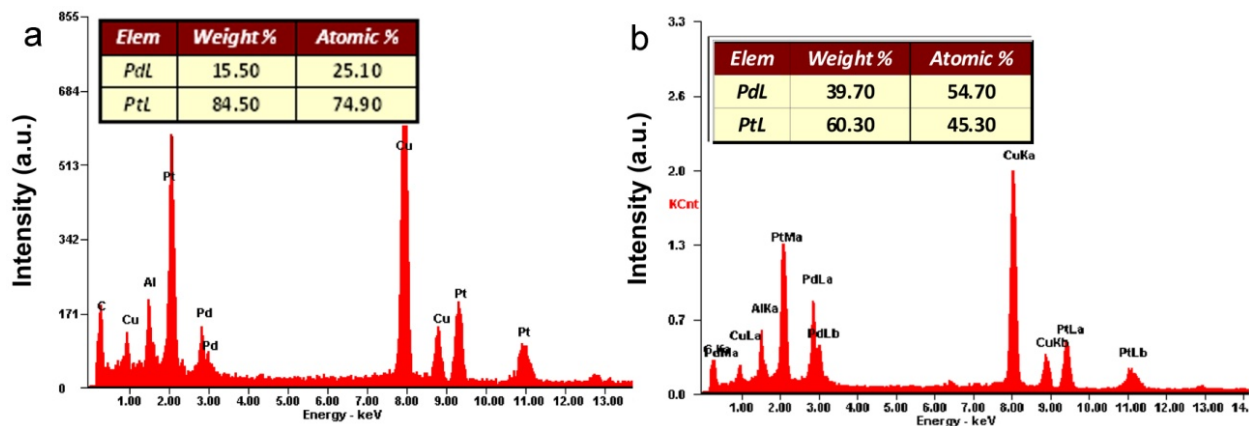 a
Elem Weight % Atomic %
PdL 15.50 25.10
PtL 84.50 74.90
855
684
513
342
171
0
Intensity (a.u.)
C
Cu
Al
Pt
Pd
Pd
Cu
Cu
Pt
Pt
1.00 2.00 3.00 4.00 5.00 6.00 7.00 8.00 9.00 10.00 11.00 12.00 13.00
Energy - keV
b
Elem Weight % Atomic %
PdL 39.70 54.70
PtL 60.30 45.30
3.3
2.6
2.0
KCnt
1.3
0.7
0.0
Intensity (a.u.)
CuLa
AlKa
PtMa
PdLa
PdLb
CuKa
CuKb
PtLa
PtLb
1.00 2.00 3.00 4.00 5.00 6.00 7.00 8.00 9.00 10.00 11.00 12.00 13.00
Energy - keV